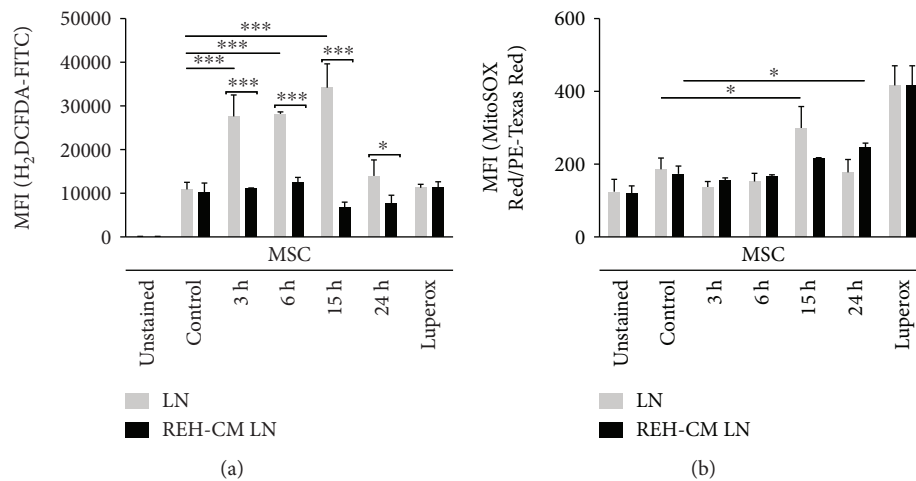 MFI (H₂DCFDA-FITC)
50000
40000
30000
20000
10000
0
***
***
***
***
***
***
*
MSC
Unstained
Control
3 h
6 h
15 h
24 h
Luperox
LN
REH-CM LN
(a)
MFI (MitoSOX
Red/PE-Texas Red)
600
400
200
0
*
*
MSC
Unstained
Control
3 h
6 h
15 h
24 h
Luperox
LN
REH-CM LN
(b)